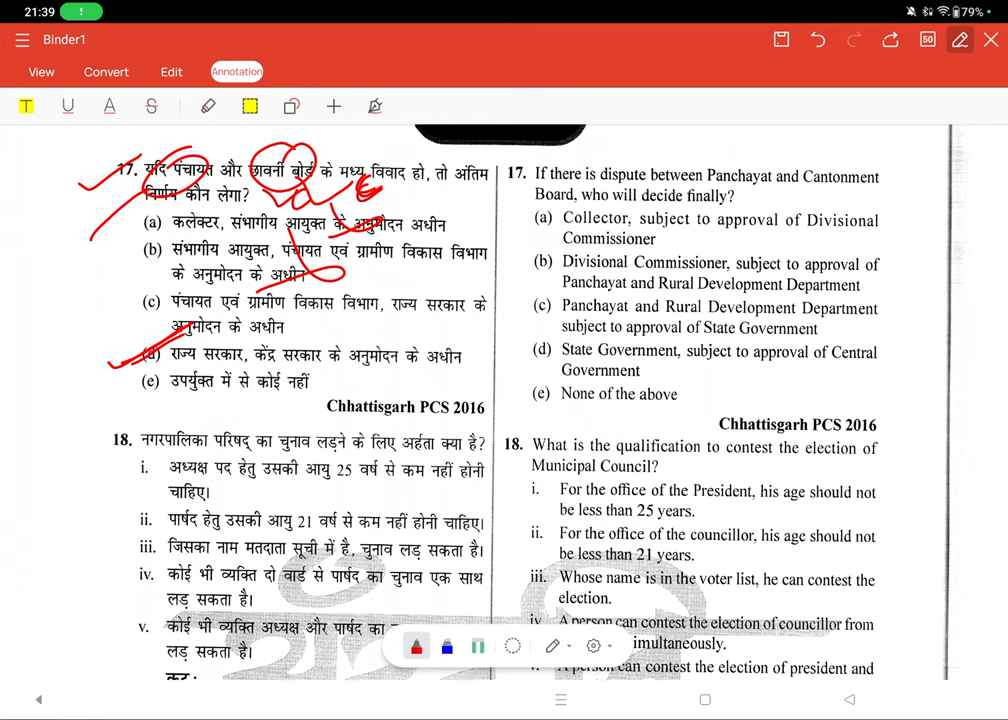 21:39
79%
Binder1
50
View Convert Edit Annotation
T U A S
17. यदि पंचायत और छावनी बोर्ड के मध्य विवाद हो, तो अंतिम
निर्णय कौन लेगा?
(a) कलेक्टर, संभागीय आयुक्त के अनुमोदन अधीन
(b) संभागीय आयुक्त, पंचायत एवं ग्रामीण विकास विभाग
के अनुमोदन के अधीन
(c) पंचायत एवं ग्रामीण विकास विभाग, राज्य सरकार के
अनुमोदन के अधीन
(d) राज्य सरकार, केंद्र सरकार के अनुमोदन के अधीन
(e) उपर्युक्त में से कोई नहीं
Chhattisgarh PCS 2016
18. नगरपालिका परिषद् का चुनाव लड़ने के लिए अर्हता क्या है?
i. अध्यक्ष पद हेतु उसकी आयु 25 वर्ष से कम नहीं होनी
चाहिए।
ii. पार्षद हेतु उसकी आयु 21 वर्ष से कम नहीं होनी चाहिए।
iii. जिसका नाम मतदाता सूची में है, चुनाव लड़ सकता है।
iv. कोई भी व्यक्ति दो वार्ड से पार्षद का चुनाव एक साथ
लड़ सकता है।
v. कोई भी व्यक्ति अध्यक्ष और पार्षद का
लड़ सकता है।
17. If there is dispute between Panchayat and Cantonment
Board, who will decide finally?
(a) Collector, subject to approval of Divisional
Commissioner
(b) Divisional Commissioner, subject to approval of
Panchayat and Rural Development Department
(c) Panchayat and Rural Development Department
subject to approval of State Government
(d) State Government, subject to approval of Central
Government
(e) None of the above
Chhattisgarh PCS 2016
18. What is the qualification to contest the election of
Municipal Council?
i. For the office of the President, his age should not
be less than 25 years.
ii. For the office of the councillor, his age should not
be less than 21 years.
iii. Whose name is in the voter list, he can contest the
election.
iv. A person can contest the election of councillor from
imultaneously.
can contest the election of president and